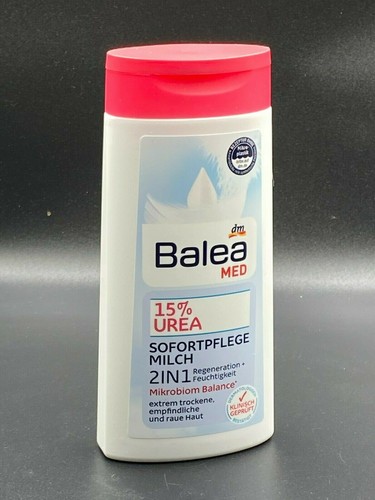 dm
Balea
MED
15%
UREA
SOFORTPFLEGE
MILCH
2IN1 Regeneration +
Feuchtigkeit
Mikrobiom Balance*
extrem trockene,
empfindliche
und raue Haut
KLINISCH
GEPRÜFT